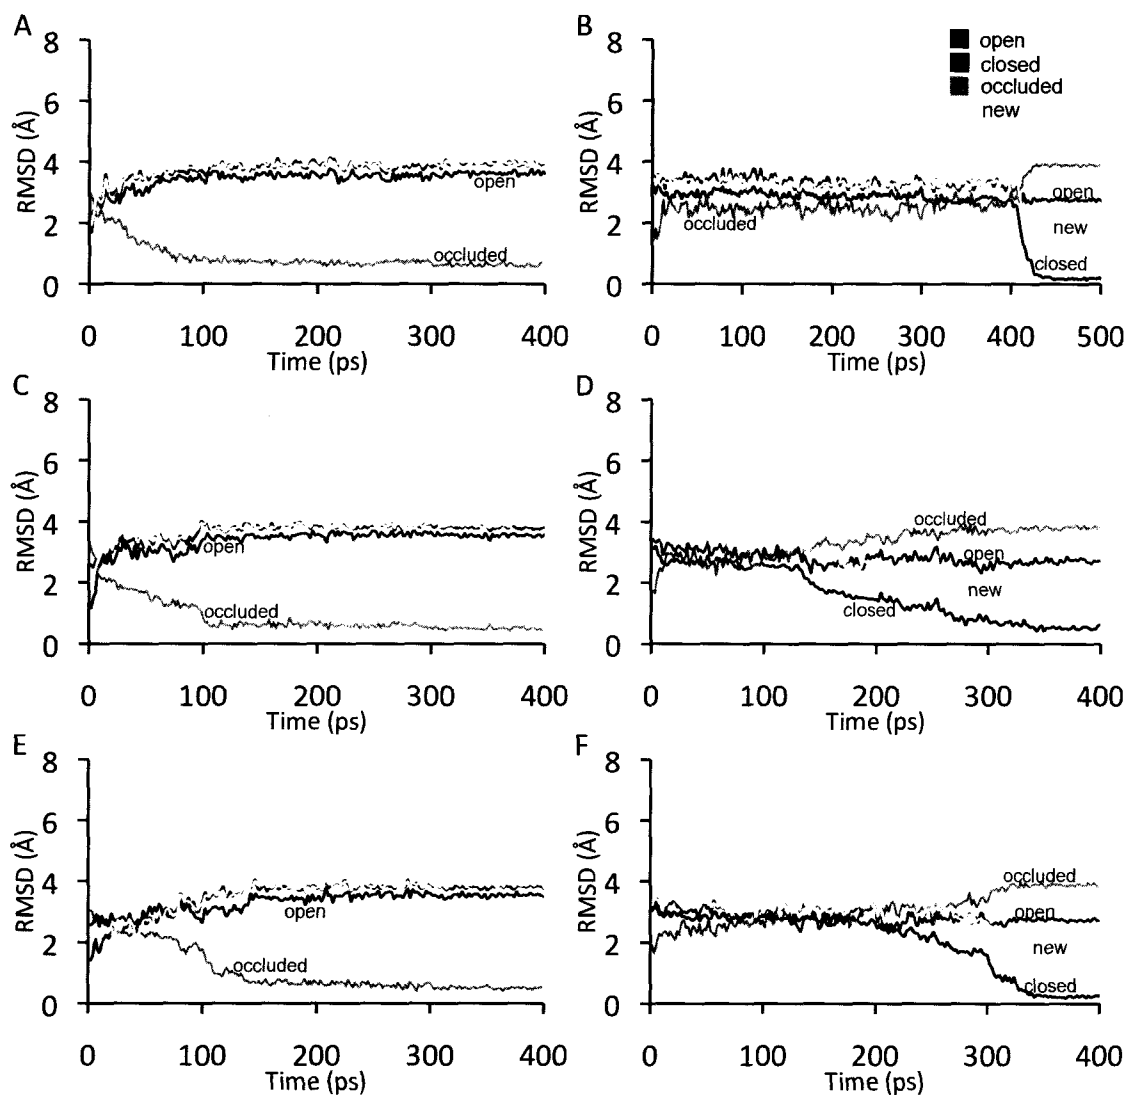 A
8
6
4
2
0
RMSD (Å)
open
occluded
0 100 200 300 400
Time (ps)
B
8
6
4
2
0
RMSD (Å)
open
closed
occluded
new
occluded
open
new
closed
0 100 200 300 400 500
Time (ps)
C
8
6
4
2
0
RMSD (Å)
open
occluded
0 100 200 300 400
Time (ps)
D
8
6
4
2
0
RMSD (Å)
occluded
open
new
closed
0 100 200 300 400
Time (ps)
E
8
6
4
2
0
RMSD (Å)
open
occluded
0 100 200 300 400
Time (ps)
F
8
6
4
2
0
RMSD (Å)
occluded
open
new
closed
0 100 200 300 400
Time (ps)